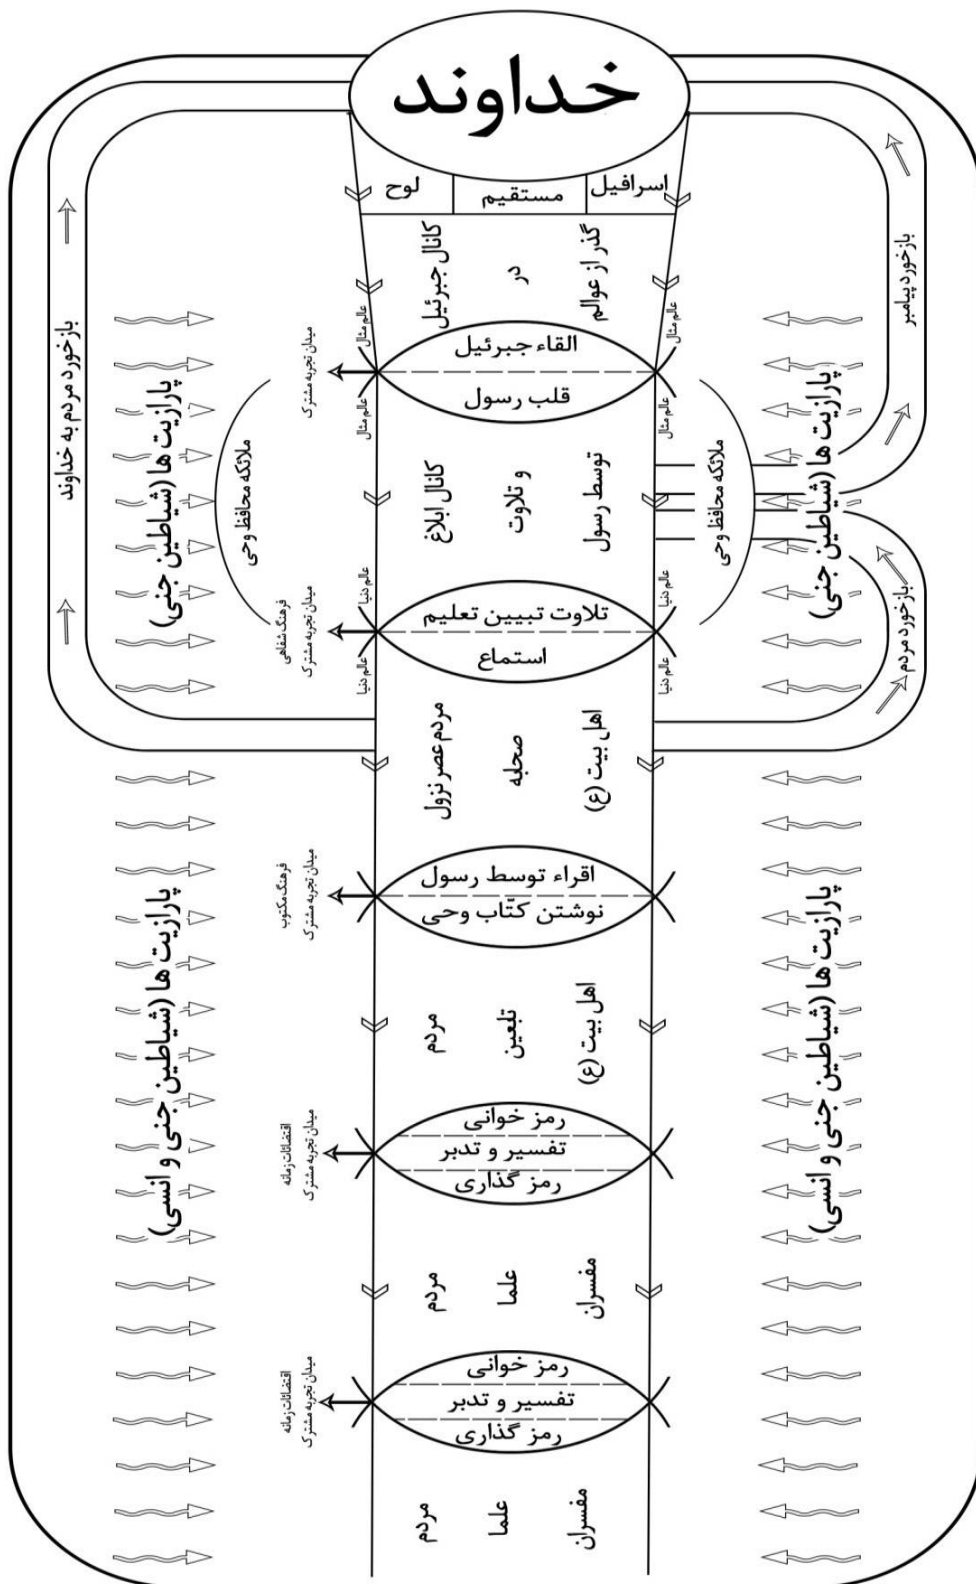 خداوند
اسرافیل
مستقیم
لوح
گذر از عوالم
در
کانال جبرئیل
عالم مثال
عالم مثال
القاء جبرئیل
قلب رسول
میدان تجربه مشترک
عالم مثال
عالم مثال
بازخورد پیامبر
بازخورد مردم به خداوند
پارازیت ها (شیاطین جنی)
پارازیت ها (شیاطین جنی)
ملائکه محافظ وحی
ملائکه محافظ وحی
توسط رسول
و تلاوت
کانال ابلاغ
عالم دنیا
عالم دنیا
تلاوت تبیین تعلیم
استماع
فرهنگ شفاهی
میدان تجربه مشترک
عالم دنیا
عالم دنیا
بازخورد مردم
اهل بیت (ع)
صحابه
مردم عصر نزول
اقراء توسط رسول
نوشتن کتّاب وحی
فرهنگ مکتوب
میدان تجربه مشترک
پارازیت ها (شیاطین جنی و انسی)
پارازیت ها (شیاطین جنی و انسی)
اهل بیت (ع)
تابعین
مردم
رمز خوانی
تفسیر و تدبر
رمز گذاری
اقتضائات زمانه
میدان تجربه مشترک
مفسران
علما
مردم
رمز خوانی
تفسیر و تدبر
رمز گذاری
اقتضائات زمانه
میدان تجربه مشترک
مفسران
علما
مردم